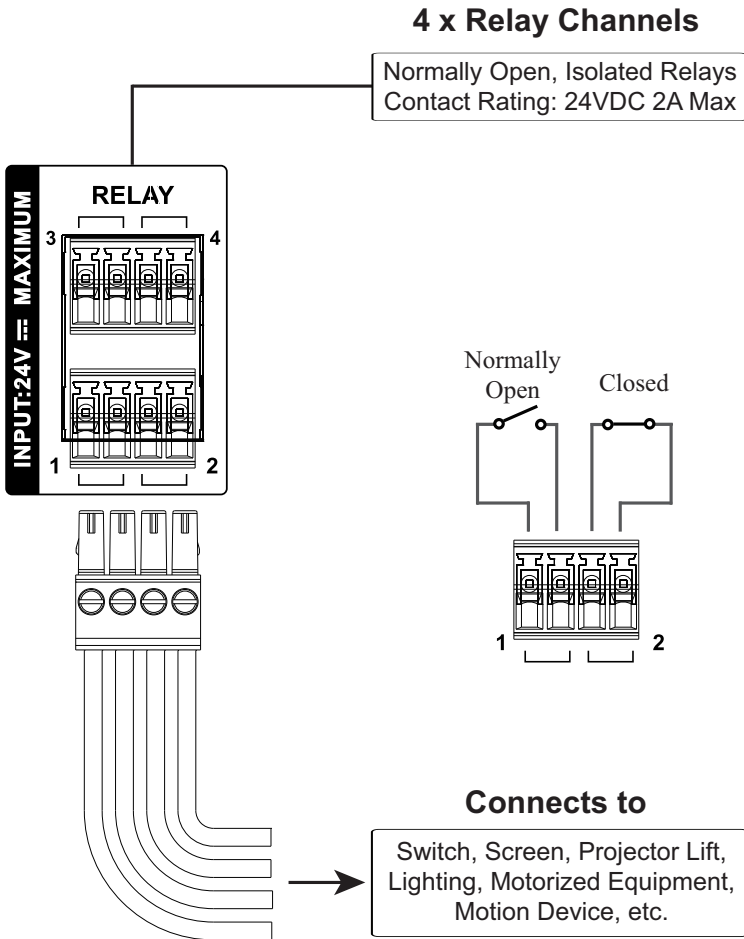 4 x Relay Channels
Normally Open, Isolated Relays
Contact Rating: 24VDC 2A Max
INPUT:24V ⎓ MAXIMUM
RELAY
3
4
1
2
Normally
Open
Closed
1
2
Connects to
Switch, Screen, Projector Lift,
Lighting, Motorized Equipment,
Motion Device, etc.